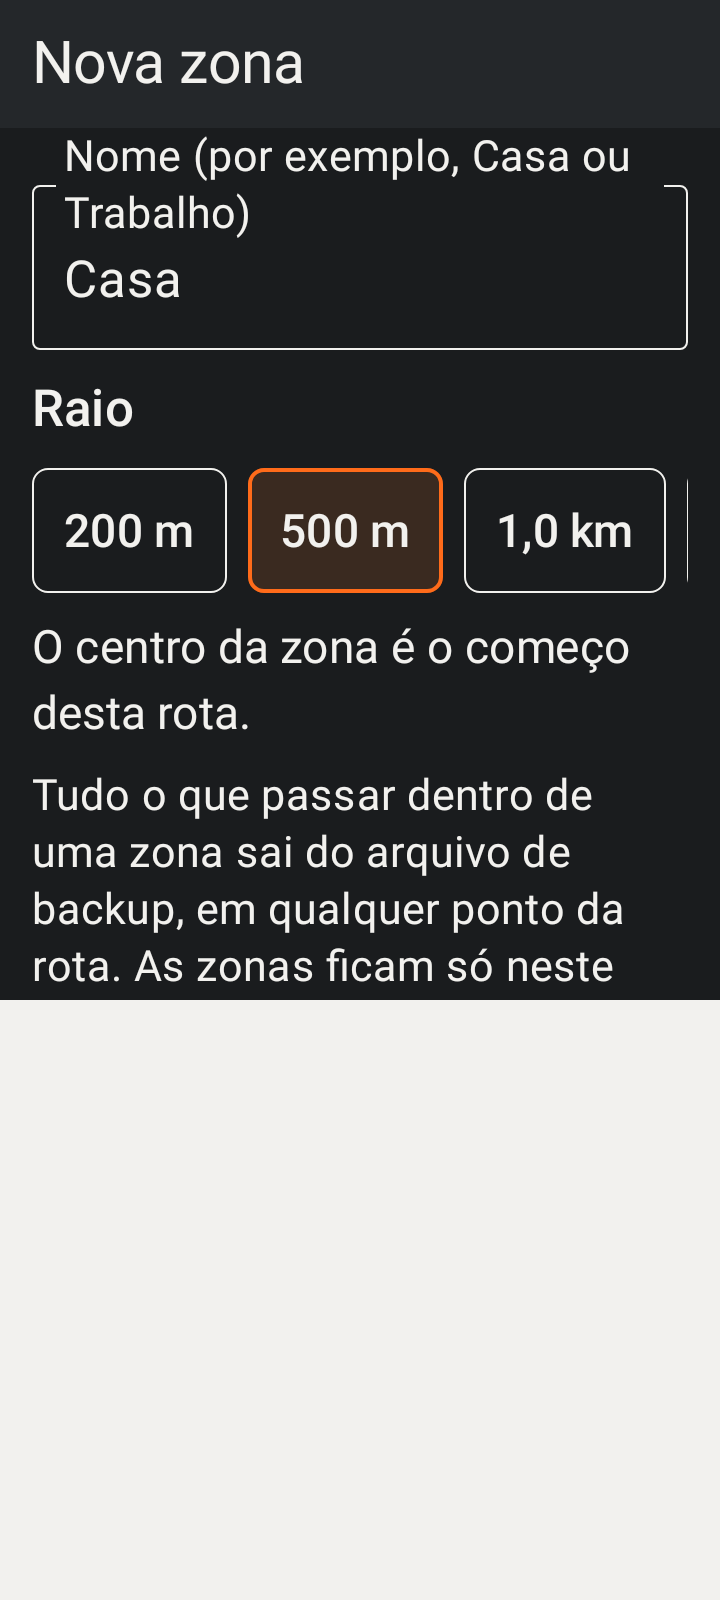 Nova zona
Nome (por exemplo, Casa ou
Trabalho)
Casa
Raio
200 m
500 m
1,0 km
O centro da zona é o começo
desta rota.
Tudo o que passar dentro de
uma zona sai do arquivo de
backup, em qualquer ponto da
rota. As zonas ficam só neste